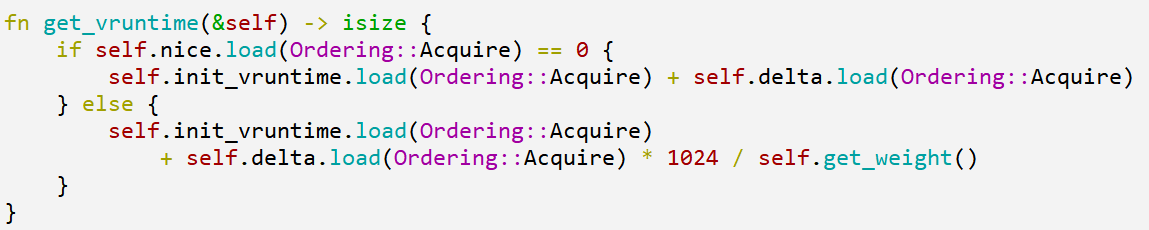 fn get_vruntime(&self) -> isize {
    if self.nice.load(Ordering::Acquire) == 0 {
        self.init_vruntime.load(Ordering::Acquire) + self.delta.load(Ordering::Acquire)
    } else {
        self.init_vruntime.load(Ordering::Acquire)
            + self.delta.load(Ordering::Acquire) * 1024 / self.get_weight()
    }
}